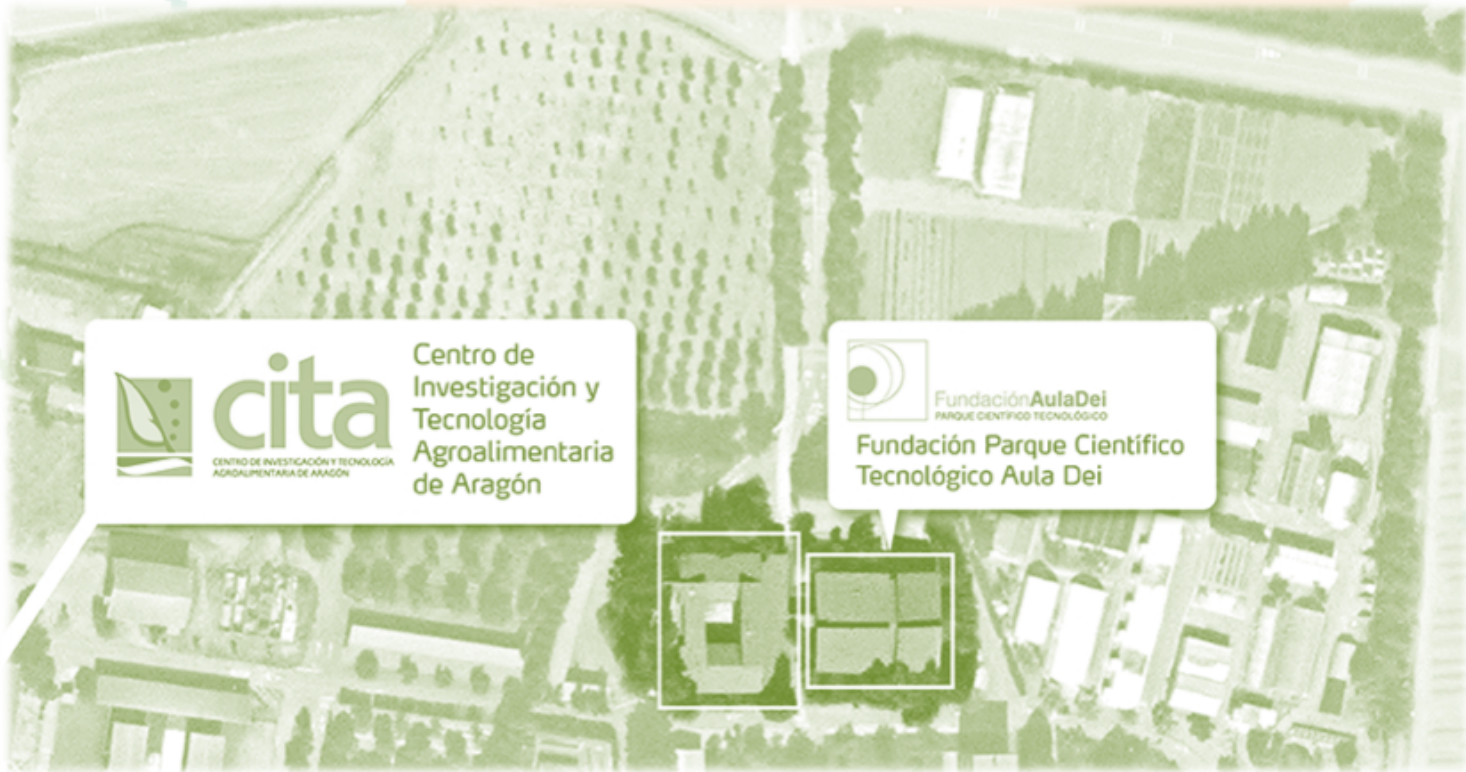 cita
CENTRO DE INVESTIGACIÓN Y TECNOLOGÍA
AGROALIMENTARIA DE ARAGÓN
Centro de
Investigación y
Tecnología
Agroalimentaria
de Aragón
FundaciónAulaDei
PARQUE CIENTÍFICO TECNOLÓGICO
Fundación Parque Científico
Tecnológico Aula Dei